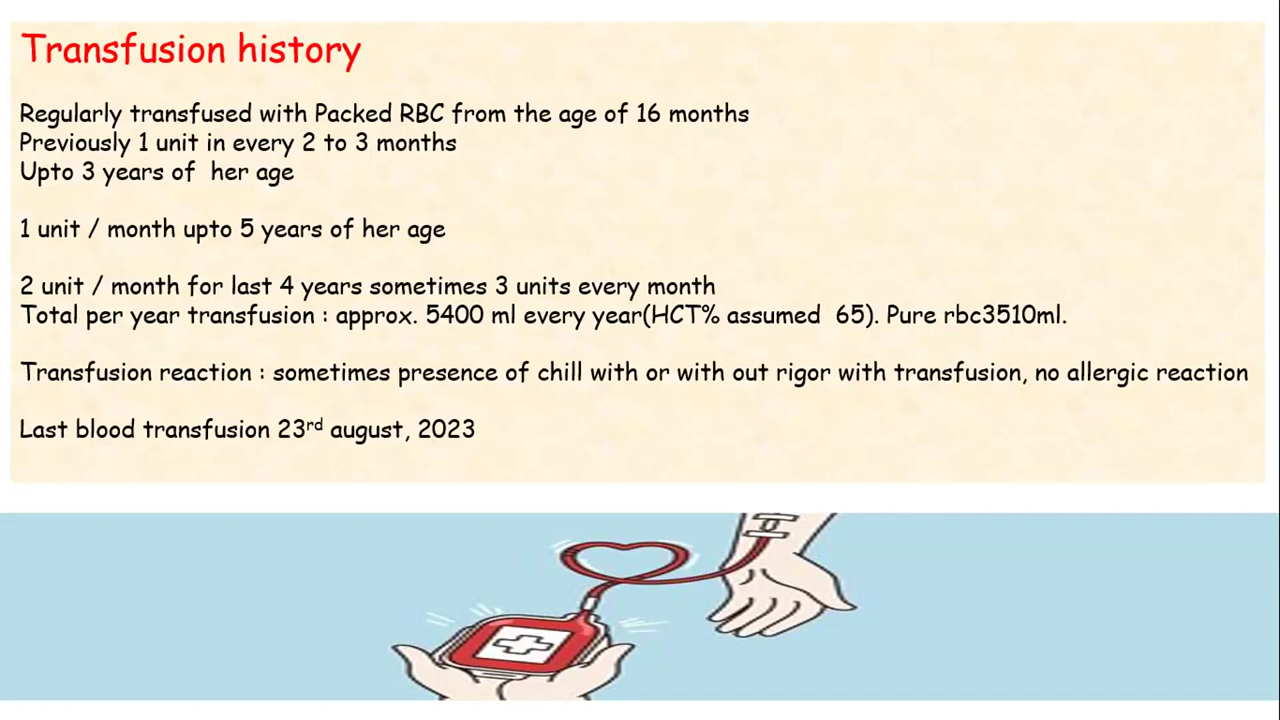 Transfusion history
Regularly transfused with Packed RBC from the age of 16 months
Previously 1 unit in every 2 to 3 months
Upto 3 years of her age
1 unit / month upto 5 years of her age
2 unit / month for last 4 years sometimes 3 units every month
Total per year transfusion : approx. 5400 ml every year(HCT% assumed 65). Pure rbc3510ml.
Transfusion reaction : sometimes presence of chill with or with out rigor with transfusion, no allergic reaction
Last blood transfusion 23rd august, 2023